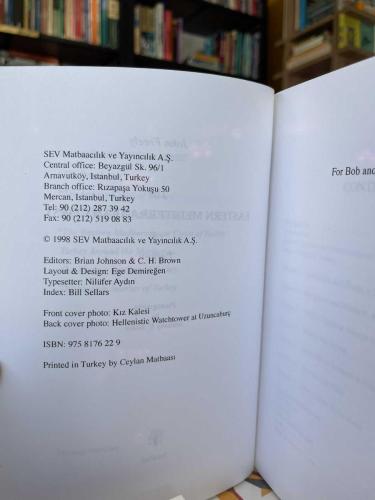 SEV Matbaacılık ve Yayıncılık A.Ş.
Central office: Beyazgül Sk. 96/1
Arnavutköy, Istanbul, Turkey
Branch office: Rızapaşa Yokuşu 50
Mercan, Istanbul, Turkey
Tel: 90 (212) 287 39 42
Fax: 90 (212) 519 08 83
© 1998 SEV Matbaacılık ve Yayıncılık A.Ş.
Editors: Brian Johnson & C. H. Brown
Layout & Design: Ege Demireğen
Typesetter: Nilüfer Aydın
Index: Bill Sellars
Front cover photo: Kız Kalesi
Back cover photo: Hellenistic Watchtower at Uzuncaburç
ISBN: 975 8176 22 9
Printed in Turkey by Ceylan Matbaası
For Bob and